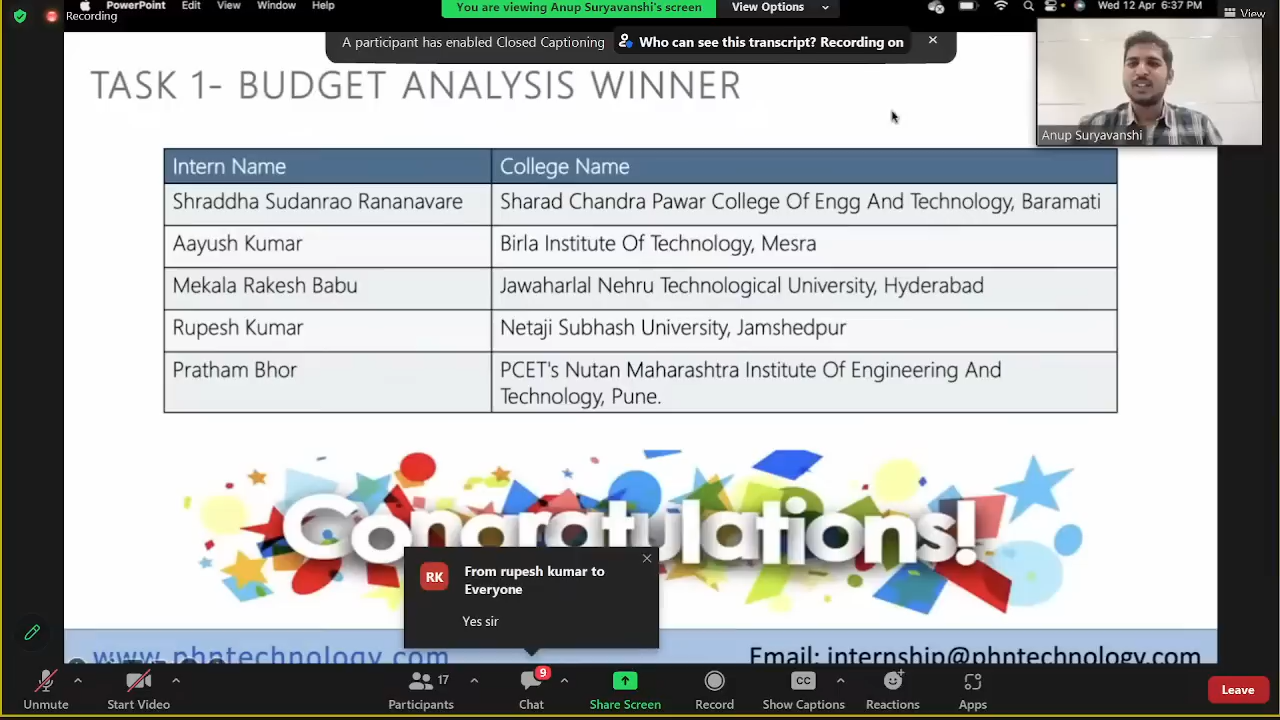 PowerPoint Edit View Window Help
You are viewing Anup Suryavanshi's screen
View Options
Wed 12 Apr 6:37 PM
Recording
View
A participant has enabled Closed Captioning
Who can see this transcript? Recording on
TASK 1- BUDGET ANALYSIS WINNER
Anup Suryavanshi
Intern Name College Name
Shraddha Sudanrao Rananavare Sharad Chandra Pawar College Of Engg And Technology, Baramati
Aayush Kumar Birla Institute Of Technology, Mesra
Mekala Rakesh Babu Jawaharlal Nehru Technological University, Hyderabad
Rupesh Kumar Netaji Subhash University, Jamshedpur
Pratham Bhor PCET's Nutan Maharashtra Institute Of Engineering And
Technology, Pune.
Congratulations!
RK
From rupesh kumar to
Everyone
Yes sir
www.phntechnology.com
Email: internship@phntechnology.com
17
9
CC
Unmute Start Video Participants Chat Share Screen Record Show Captions Reactions Apps Leave